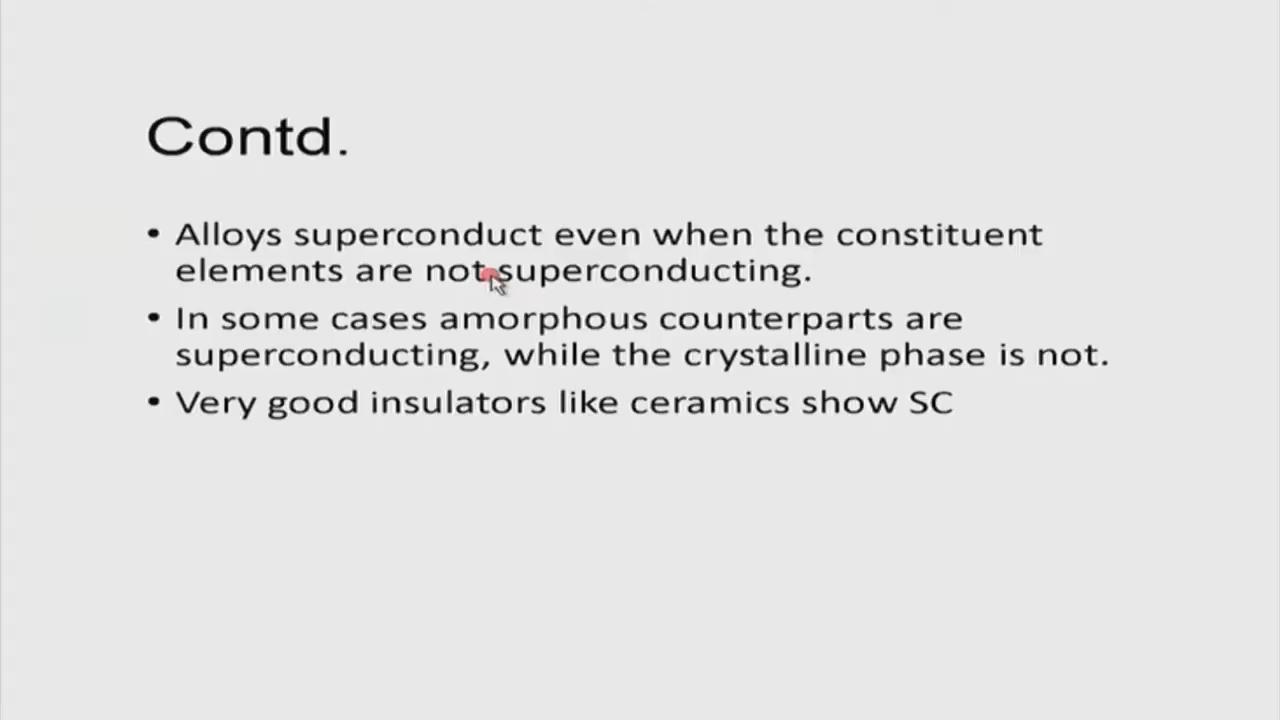 Contd.
• Alloys superconduct even when the constituent
elements are not superconducting.
• In some cases amorphous counterparts are
superconducting, while the crystalline phase is not.
• Very good insulators like ceramics show SC